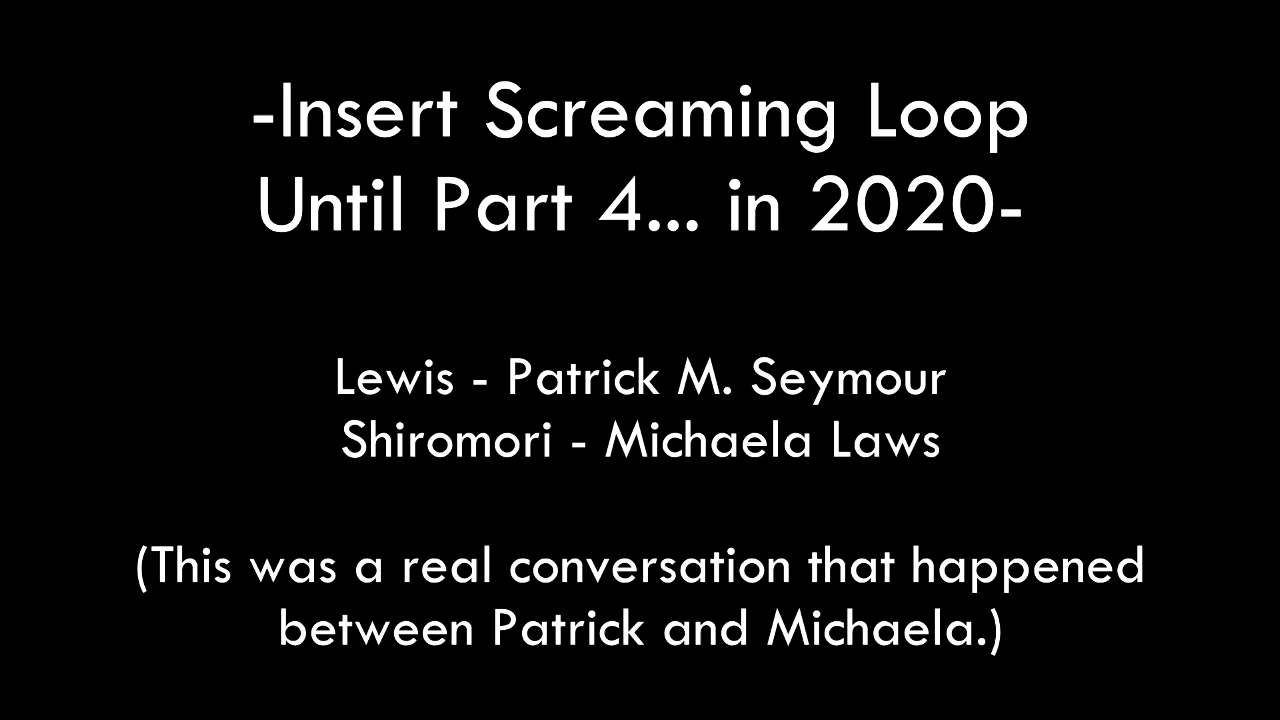 -Insert Screaming Loop
Until Part 4... in 2020-
Lewis - Patrick M. Seymour
Shiromori - Michaela Laws
(This was a real conversation that happened
between Patrick and Michaela.)